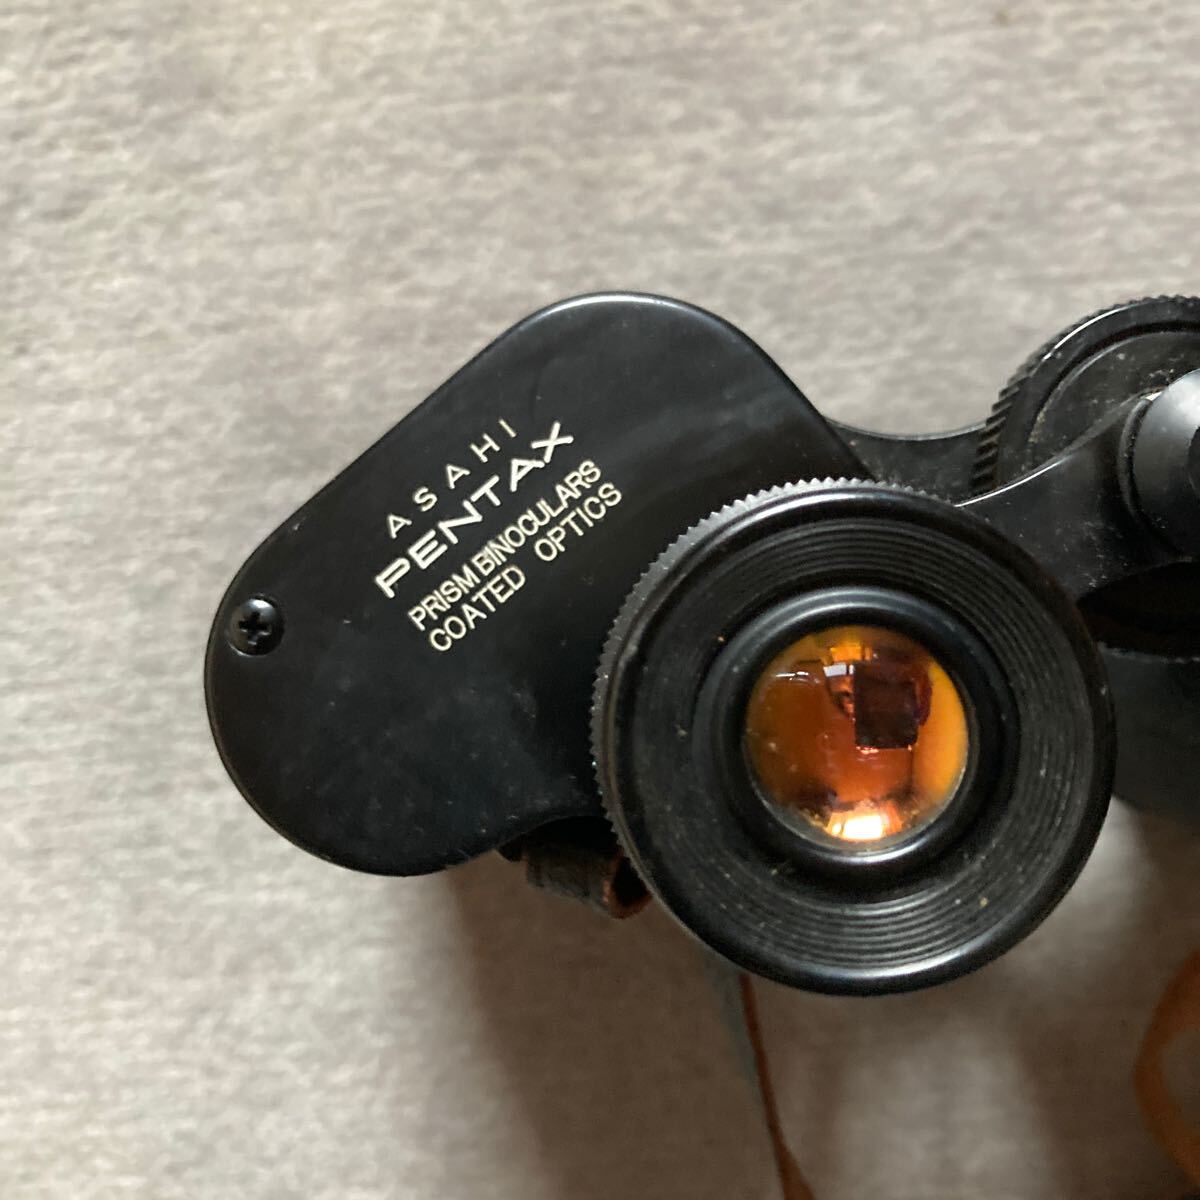 ASAHI
PENTAX
PRISM BINOCULARS
COATED OPTICS